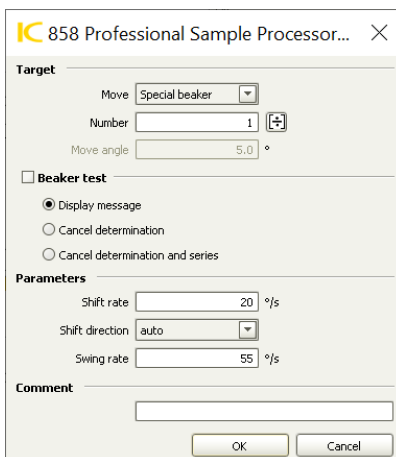 IC 858 Professional Sample Processor...
Target
Move Special beaker
Number 1
Move angle 5.0 °
Beaker test
Display message
Cancel determination
Cancel determination and series
Parameters
Shift rate 20 °/s
Shift direction auto
Swing rate 55 °/s
Comment
OK Cancel